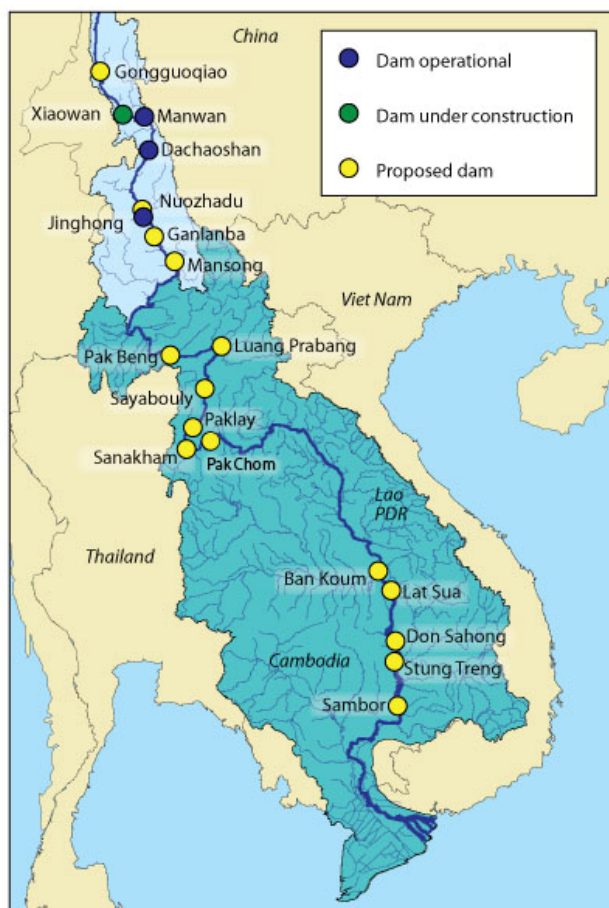 China
Dam operational
Dam under construction
Proposed dam
Gongguoqiao
Xiaowan
Manwan
Dachaoshan
Nuozhadu
Jinghong
Ganlanba
Mansong
Viet Nam
Pak Beng
Luang Prabang
Sayabouly
Paklay
Sanakham
Pak Chom
Lao
PDR
Thailand
Ban Koum
Lat Sua
Don Sahong
Cambodia
Stung Treng
Sambor